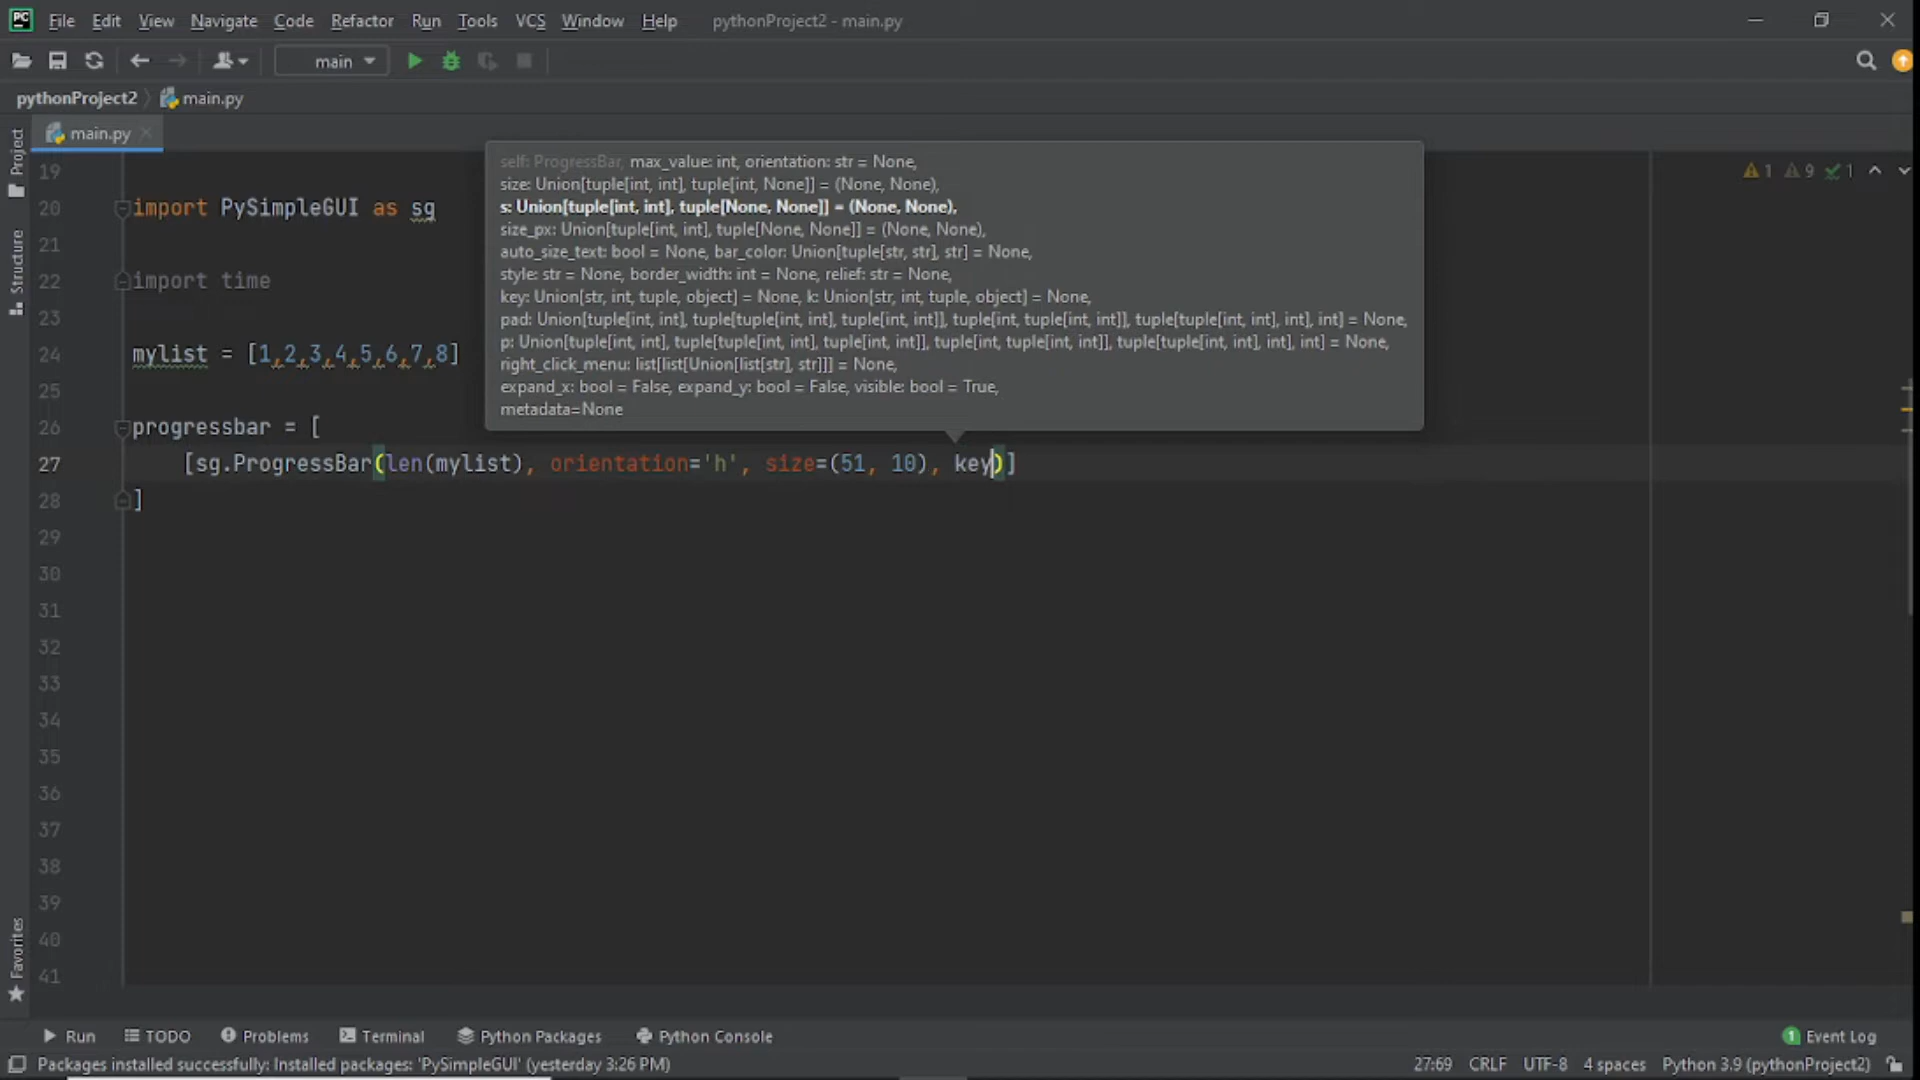 PC File Edit View Navigate Code Refactor Run Tools VCS Window Help pythonProject2 - main.py
main
pythonProject2 main.py
main.py
Project
Structure
Favorites
self: ProgressBar, max_value: int, orientation: str = None,
size: Union[tuple[int, int], tuple[int, None]] = (None, None),
s: Union[tuple[int, int], tuple[None, None]] = (None, None),
size_px: Union[tuple[int, int], tuple[None, None]] = (None, None),
auto_size_text: bool = None, bar_color: Union[tuple[str, str], str] = None,
style: str = None, border_width: int = None, relief: str = None,
key: Union[str, int, tuple, object] = None, k: Union[str, int, tuple, object] = None,
pad: Union[tuple[int, int], tuple[tuple[int, int], tuple[int, int]], tuple[int, tuple[int, int]], tuple[tuple[int, int], int], int] = None,
p: Union[tuple[int, int], tuple[tuple[int, int], tuple[int, int]], tuple[int, tuple[int, int]], tuple[tuple[int, int], int], int] = None,
right_click_menu: list[list[Union[list[str], str]]] = None,
expand_x: bool = False, expand_y: bool = False, visible: bool = True,
metadata=None
1 9 1
19
20 import PySimpleGUI as sg
21
22 import time
23
24 mylist = [1,2,3,4,5,6,7,8]
25
26 progressbar = [
27 [sg.ProgressBar(len(mylist), orientation='h', size=(51, 10), key)]
28 ]
29
30
31
32
33
34
35
36
37
38
39
40
41
Run TODO Problems Terminal Python Packages Python Console 1 Event Log
Packages installed successfully: Installed packages: 'PySimpleGUI' (yesterday 3:26 PM) 27:69 CRLF UTF-8 4 spaces Python 3.9 (pythonProject2)